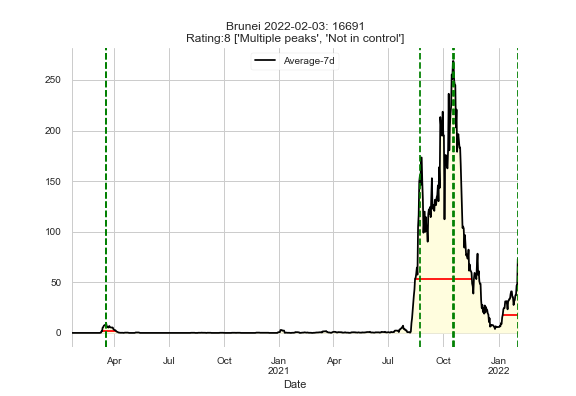 Brunei 2022-02-03: 16691
Rating:8 ['Multiple peaks', 'Not in control']
Average-7d
250
200
150
100
50
0
Apr
Jul
Oct
Jan
2021
Apr
Jul
Oct
Jan
2022
Date